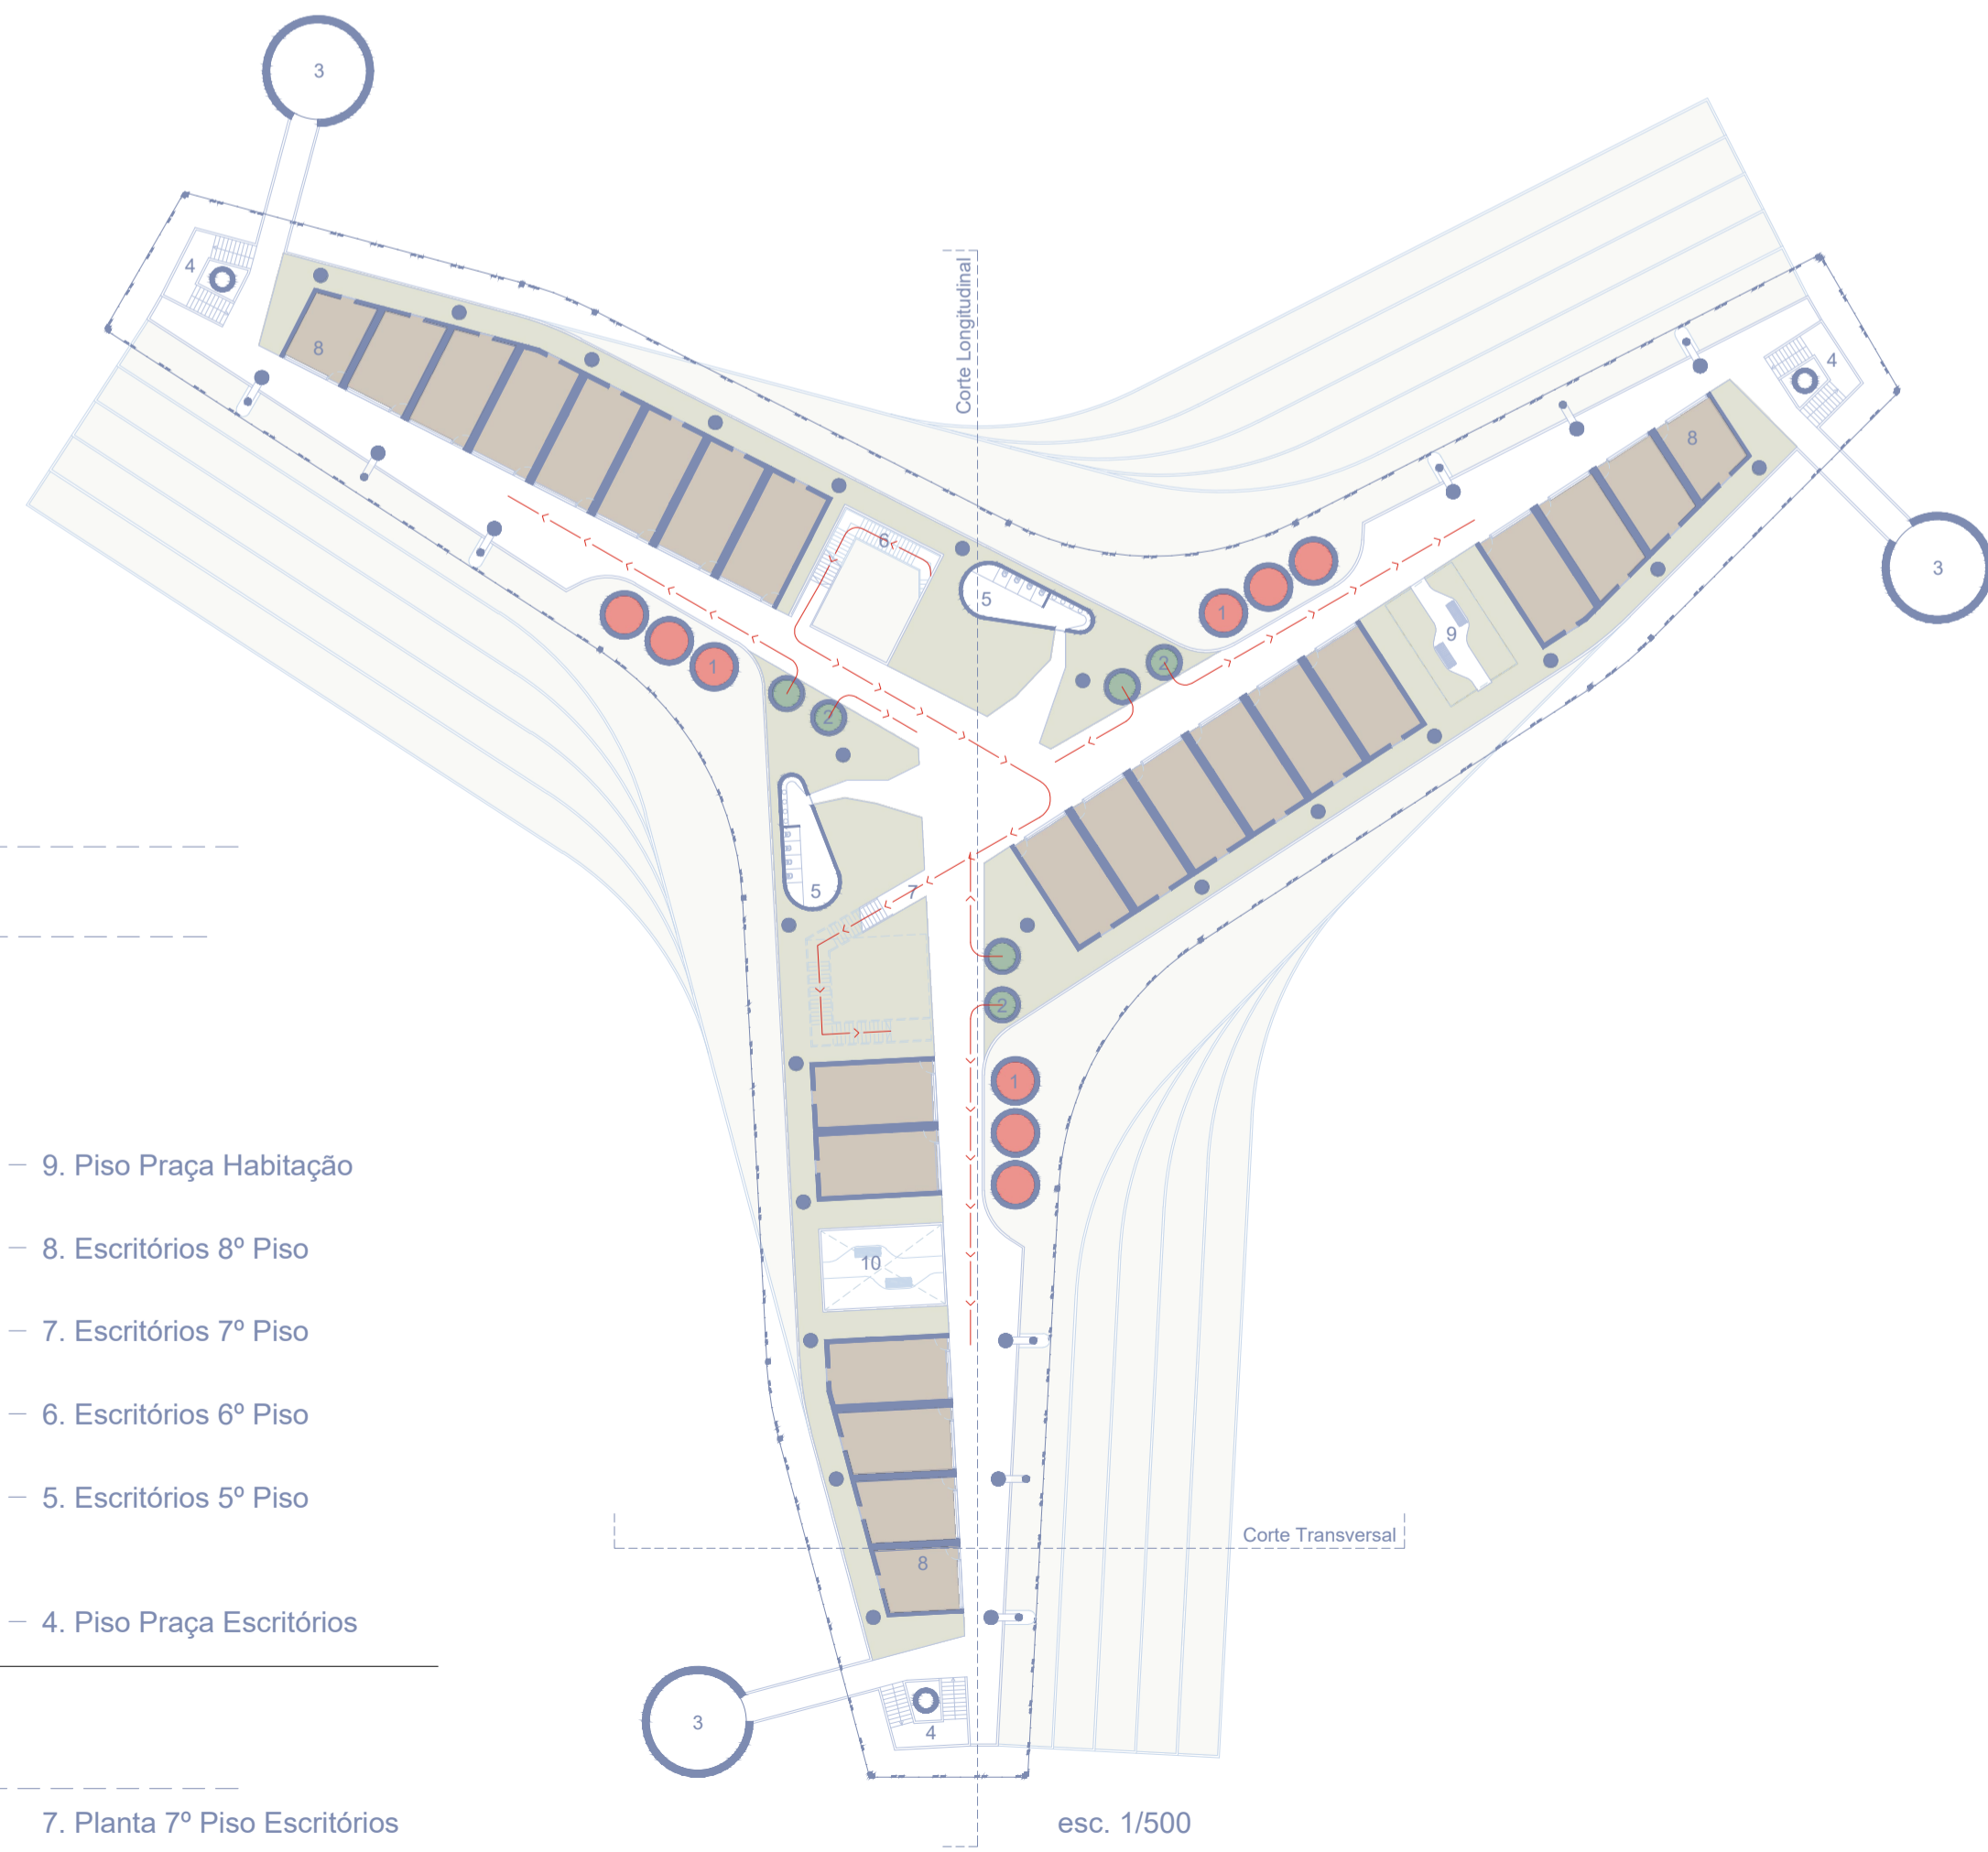 3
4
8
Corte Longitudinal
4
8
6
3
5
1
9
2
1
2
5
7
2
1
9. Piso Praça Habitação
8. Escritórios 8º Piso
10
7. Escritórios 7º Piso
6. Escritórios 6º Piso
5. Escritórios 5º Piso
Corte Transversal
8
4. Piso Praça Escritórios
3
4
7. Planta 7º Piso Escritórios
esc. 1/500